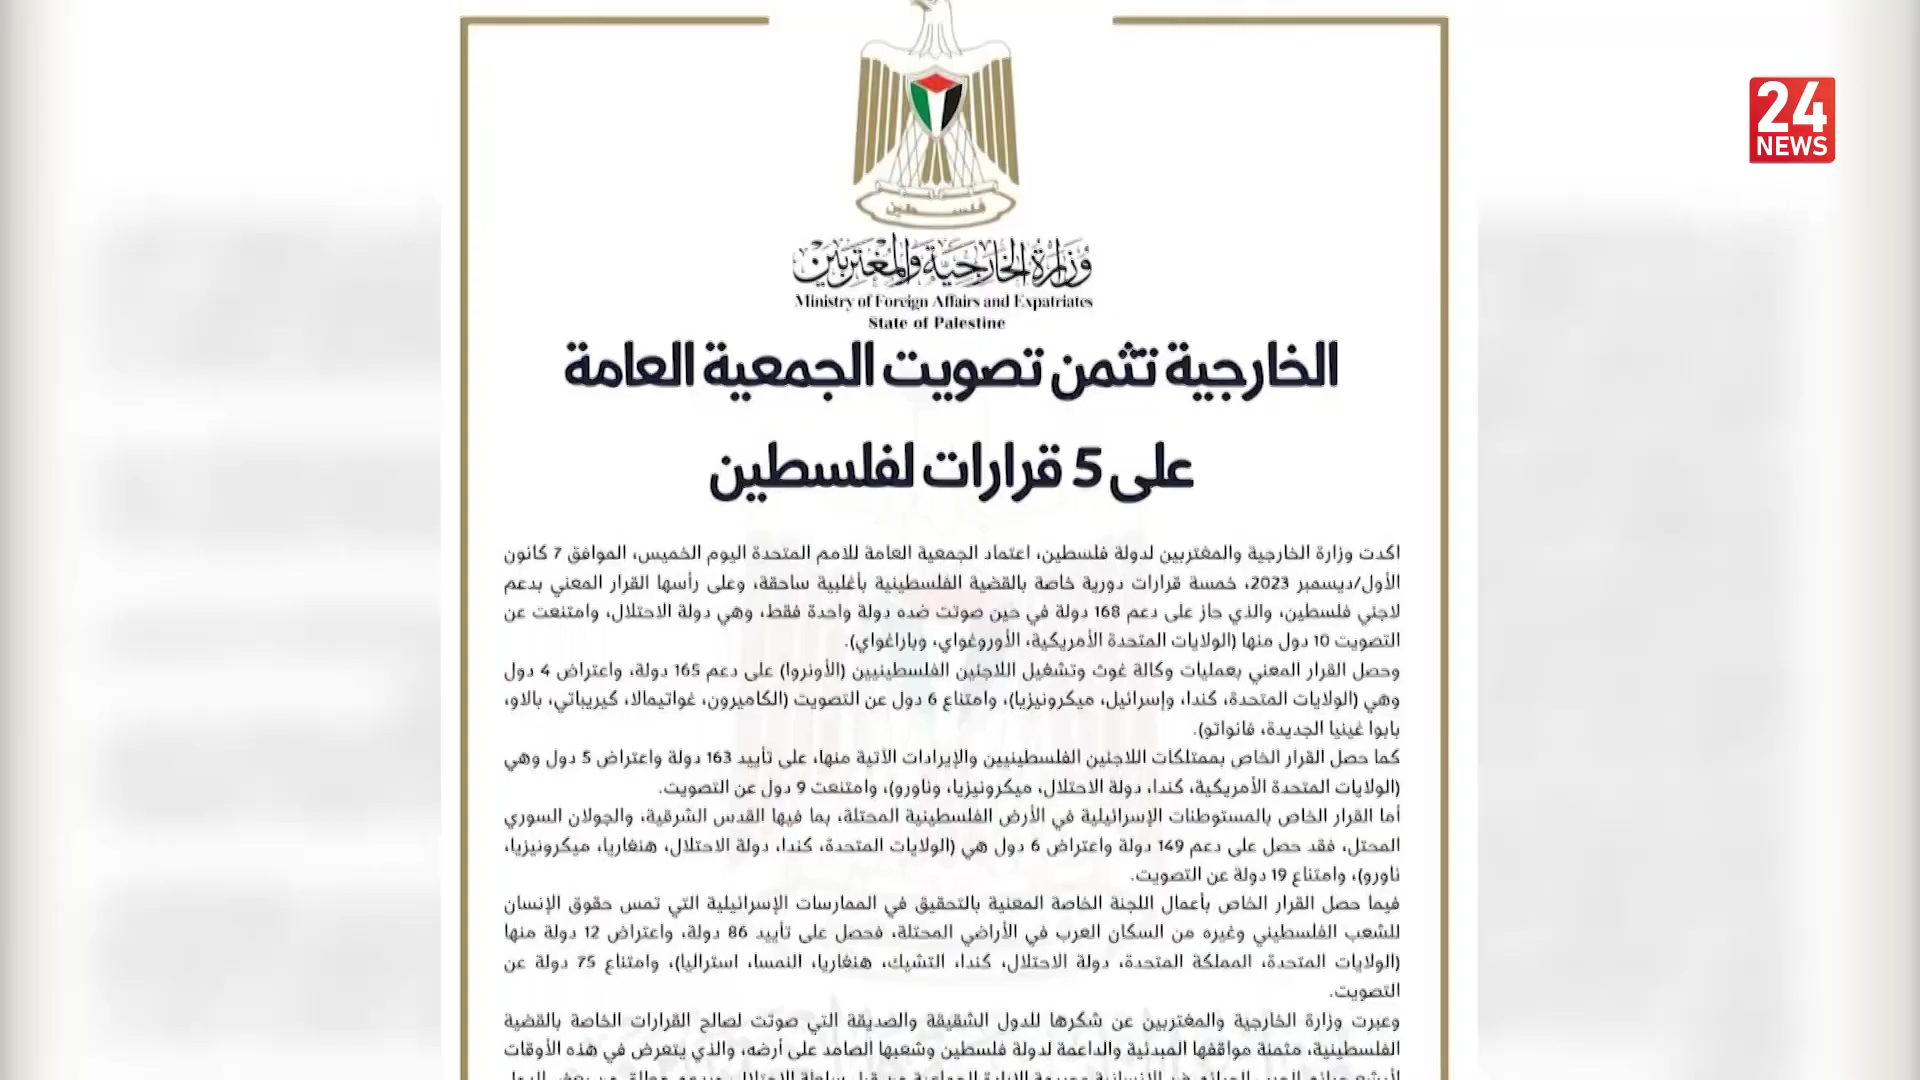 24
NEWS
فلسطين
وزارة الخارجية والمغتربين
Ministry of Foreign Affairs and Expatriates
State of Palestine
الخارجية تثمن تصويت الجمعية العامة
على 5 قرارات لفلسطين
اكدت وزارة الخارجية والمغتربين لدولة فلسطين، اعتماد الجمعية العامة للامم المتحدة اليوم الخميس، الموافق 7 كانون
الأول/ديسمبر 2023، خمسة قرارات دورية خاصة بالقضية الفلسطينية بأغلبية ساحقة، وعلى رأسها القرار المعني بدعم
لاجئي فلسطين، والذي حاز على دعم 168 دولة في حين صوتت ضده دولة واحدة فقط، وهي دولة الاحتلال، وامتنعت عن
التصويت 10 دول منها (الولايات المتحدة الأمريكية، الأوروغواي، وباراغواي).
وحصل القرار المعني بعمليات وكالة غوث وتشغيل اللاجئين الفلسطينيين (الأونروا) على دعم 165 دولة، واعتراض 4 دول
وهي (الولايات المتحدة، كندا، وإسرائيل، ميكرونيزيا)، وامتناع 6 دول عن التصويت (الكاميرون، غواتيمالا، كيريباتي، بالاو،
بابوا غينيا الجديدة، فانواتو).
كما حصل القرار الخاص بممتلكات اللاجئين الفلسطينيين والإيرادات الآتية منها، على تأييد 163 دولة واعتراض 5 دول وهي
(الولايات المتحدة الأمريكية، كندا، دولة الاحتلال، ميكرونيزيا، وناورو)، وامتنعت 9 دول عن التصويت.
أما القرار الخاص بالمستوطنات الإسرائيلية في الأرض الفلسطينية المحتلة، بما فيها القدس الشرقية، والجولان السوري
المحتل، فقد حصل على دعم 149 دولة واعتراض 6 دول هي (الولايات المتحدة، كندا، دولة الاحتلال، هنغاريا، ميكرونيزيا،
ناورو)، وامتناع 19 دولة عن التصويت.
فيما حصل القرار الخاص بأعمال اللجنة الخاصة المعنية بالتحقيق في الممارسات الإسرائيلية التي تمس حقوق الإنسان
للشعب الفلسطيني وغيره من السكان العرب في الأراضي المحتلة، فحصل على تأييد 86 دولة، واعتراض 12 دولة منها
(الولايات المتحدة، المملكة المتحدة، دولة الاحتلال، كندا، التشيك، هنغاريا، النمسا، استراليا)، وامتناع 75 دولة عن
التصويت.
وعبرت وزارة الخارجية والمغتربين عن شكرها للدول الشقيقة والصديقة التي صوتت لصالح القرارات الخاصة بالقضية
الفلسطينية، مثمنة مواقفها المبدئية والداعمة لدولة فلسطين وشعبها الصامد على أرضه، والذي يتعرض في هذه الأوقات